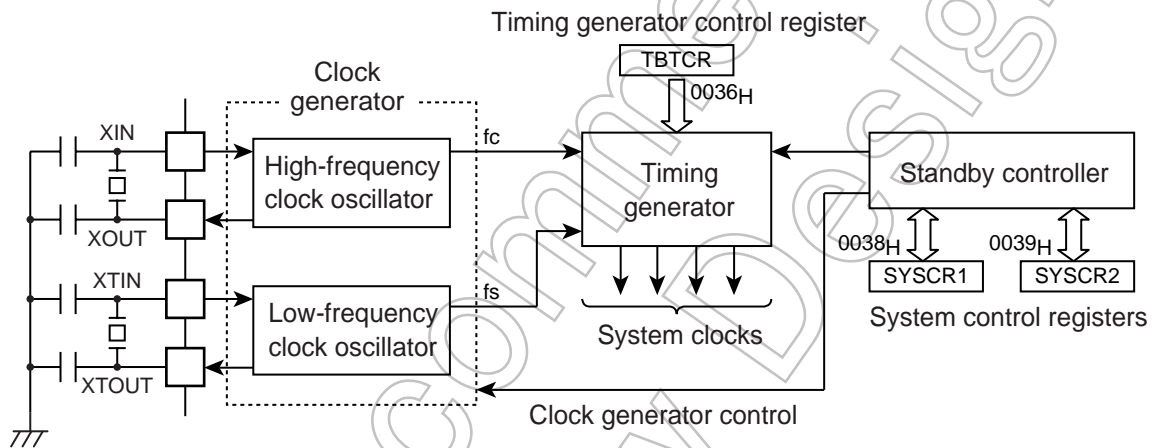 Timing generator control register
TBTCR
0036H
Clock
generator
XIN
High-frequency
clock oscillator
fc
Timing
generator
Standby controller
XOUT
0038H
0039H
SYSCR1
SYSCR2
XTIN
Low-frequency
clock oscillator
fs
System clocks
System control registers
XTOUT
Clock generator control